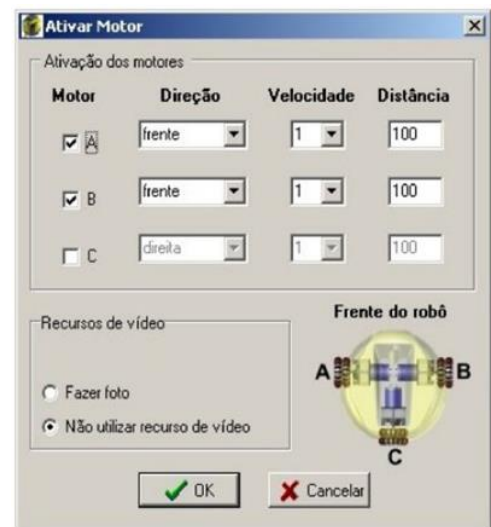 Ativar Motor
Ativação dos motores
Motor Direção Velocidade Distância
A frente 1 100
B frente 1 100
C direita 1 100
Recursos de vídeo
Fazer foto
Não utilizar recurso de vídeo
Frente do robô
A B
C
OK Cancelar